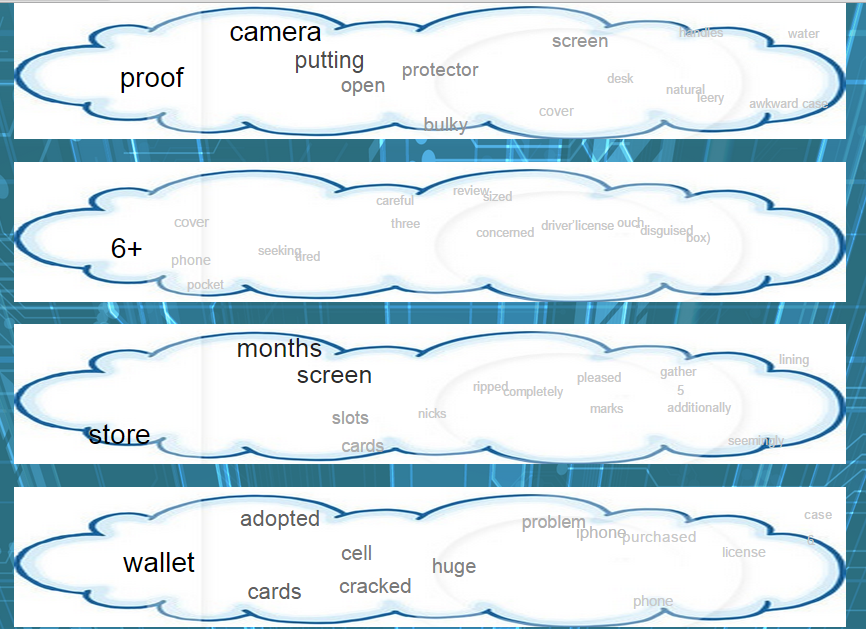 camera
handles
water
screen
putting
protector
proof
desk
open
natural
leery
awkward case
cover
bulky
review
sized
careful
cover
three
ouch
driver'license
concerned
disguised
box)
6+
seeking
tired
phone
pocket
months
lining
screen
gather
pleased
ripped
completely
5
marks
additionally
slots
nicks
store
seemingly
cards
case
adopted
problem
iphone
purchased
6
cell
license
wallet
huge
cracked
cards
phone